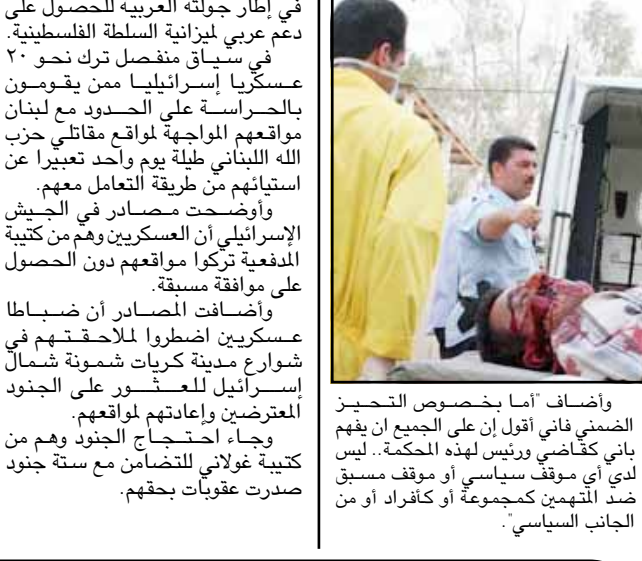 وأضاف "أما بخصوص التحيز
الضمني فاني أقول إن على الجميع ان يفهم
باني كقاضي ورئيس لهذه المحكمة.. ليس
لدي أي موقف سياسي أو موقف مسبق
ضد المتهمين كمجموعة أو كأفراد أو من
الجانب السياسي".
في إطار جولته العربية للحصول على
دعم عربي لميزانية السلطة الفلسطينية.
في سياق منفصل ترك نحو ٢٠
عسكريا إسرائيليا ممن يقومون
بالحراسة على الحدود مع لبنان
مواقعهم المواجهة لمواقع مقاتلي حزب
الله اللبناني طيلة يوم واحد تعبيرا عن
استيائهم من طريقة التعامل معهم.
وأوضحت مصادر في الجيش
الإسرائيلي أن العسكريين وهم من كتيبة
المدفعية تركوا مواقعهم دون الحصول
على موافقة مسبقة.
وأضافت المصادر أن ضباطا
عسكريين اضطروا لملاحقتهم في
شوارع مدينة كريات شمونة شمال
إسرائيل للعثور على الجنود
المعترضين وإعادتهم لمواقعهم.
وجاء احتجاج الجنود وهم من
كتيبة غولاني للتضامن مع ستة جنود
صدرت عقوبات بحقهم.